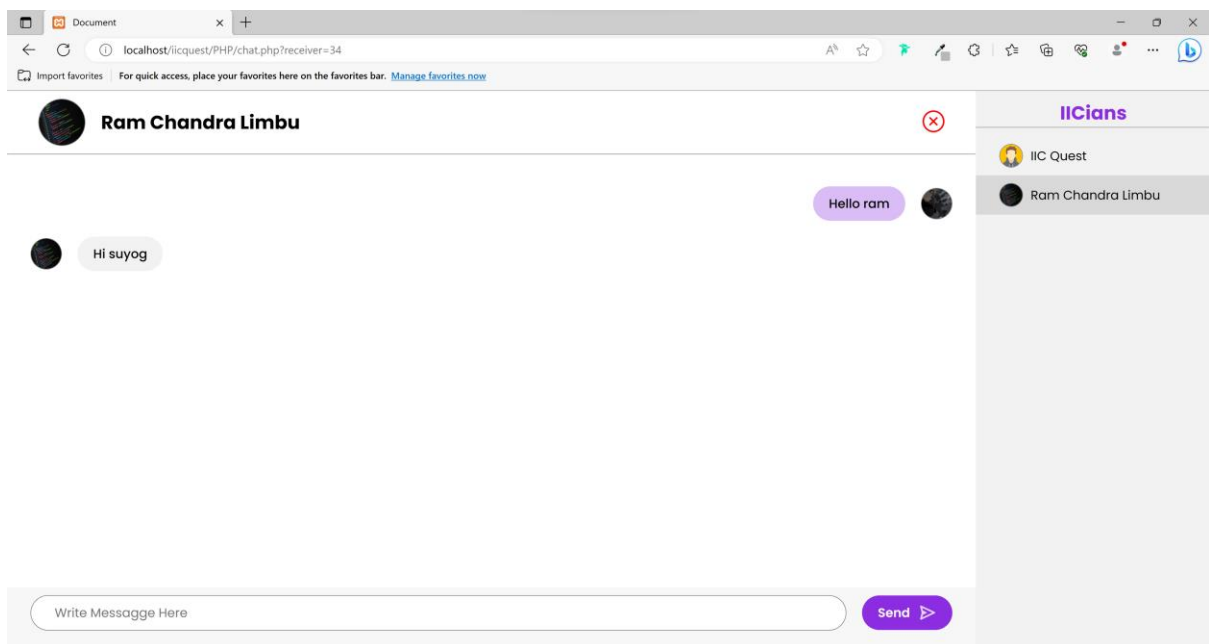 Document
localhost/iicquest/PHP/chat.php?receiver=34
Import favorites For quick access, place your favorites here on the favorites bar. Manage favorites now
Ram Chandra Limbu
IICians
IIC Quest
Ram Chandra Limbu
Hello ram
Hi suyog
Write Messagge Here
Send